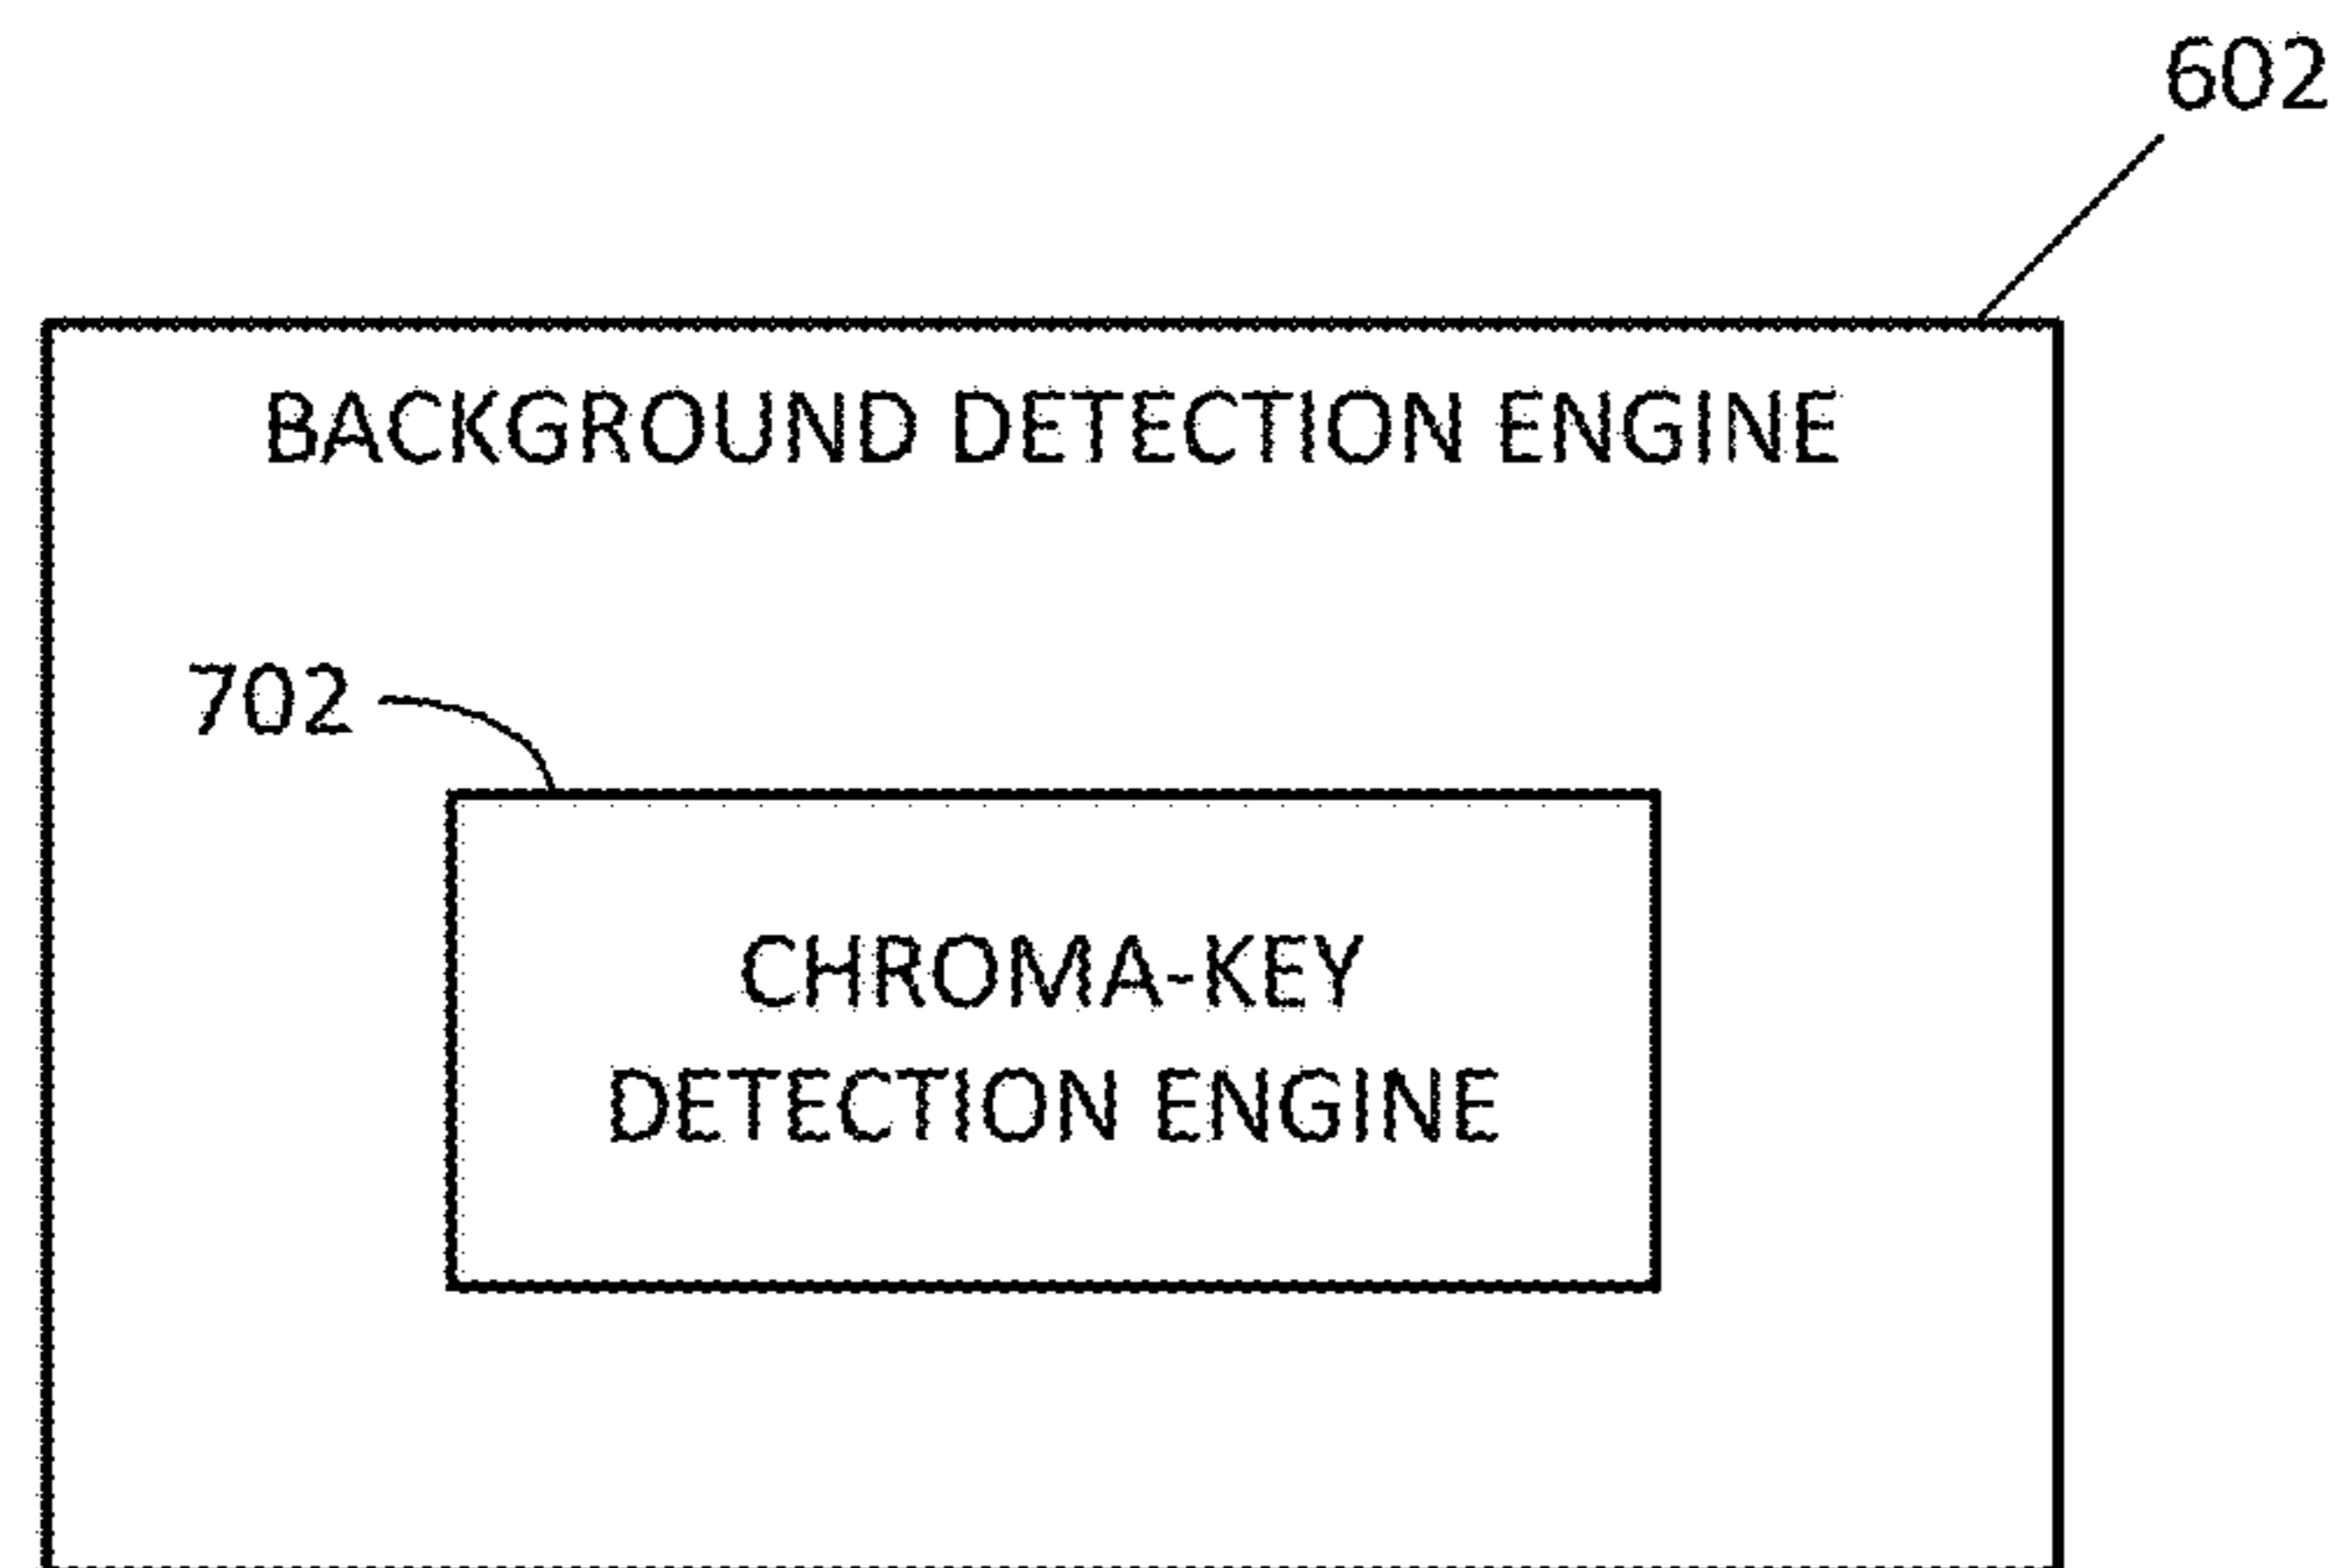 602
BACKGROUND DETECTION ENGINE
702
CHROMA-KEY
DETECTION ENGINE